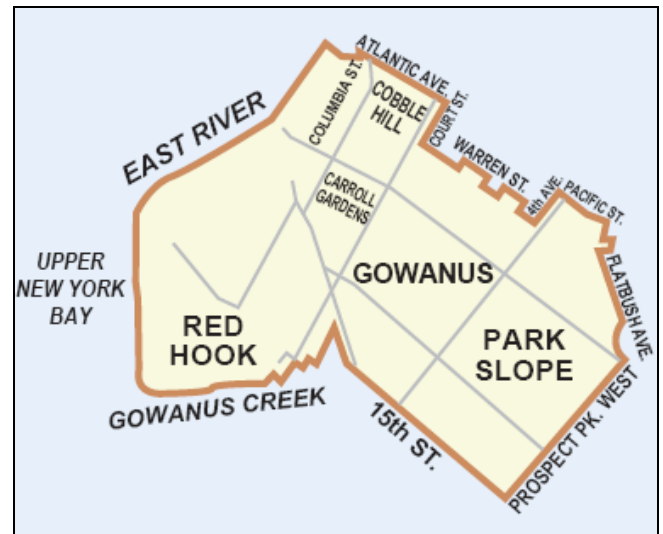 ATLANTIC AVE.
COLUMBIA ST.
COBBLE
HILL
COURT ST.
EAST RIVER
WARREN ST.
4th AVE.
PACIFIC ST.
CARROLL
GARDENS
UPPER
NEW YORK
BAY
GOWANUS
FLATBUSH AVE.
RED
HOOK
PARK
SLOPE
GOWANUS CREEK
15th ST.
PROSPECT PK. WEST